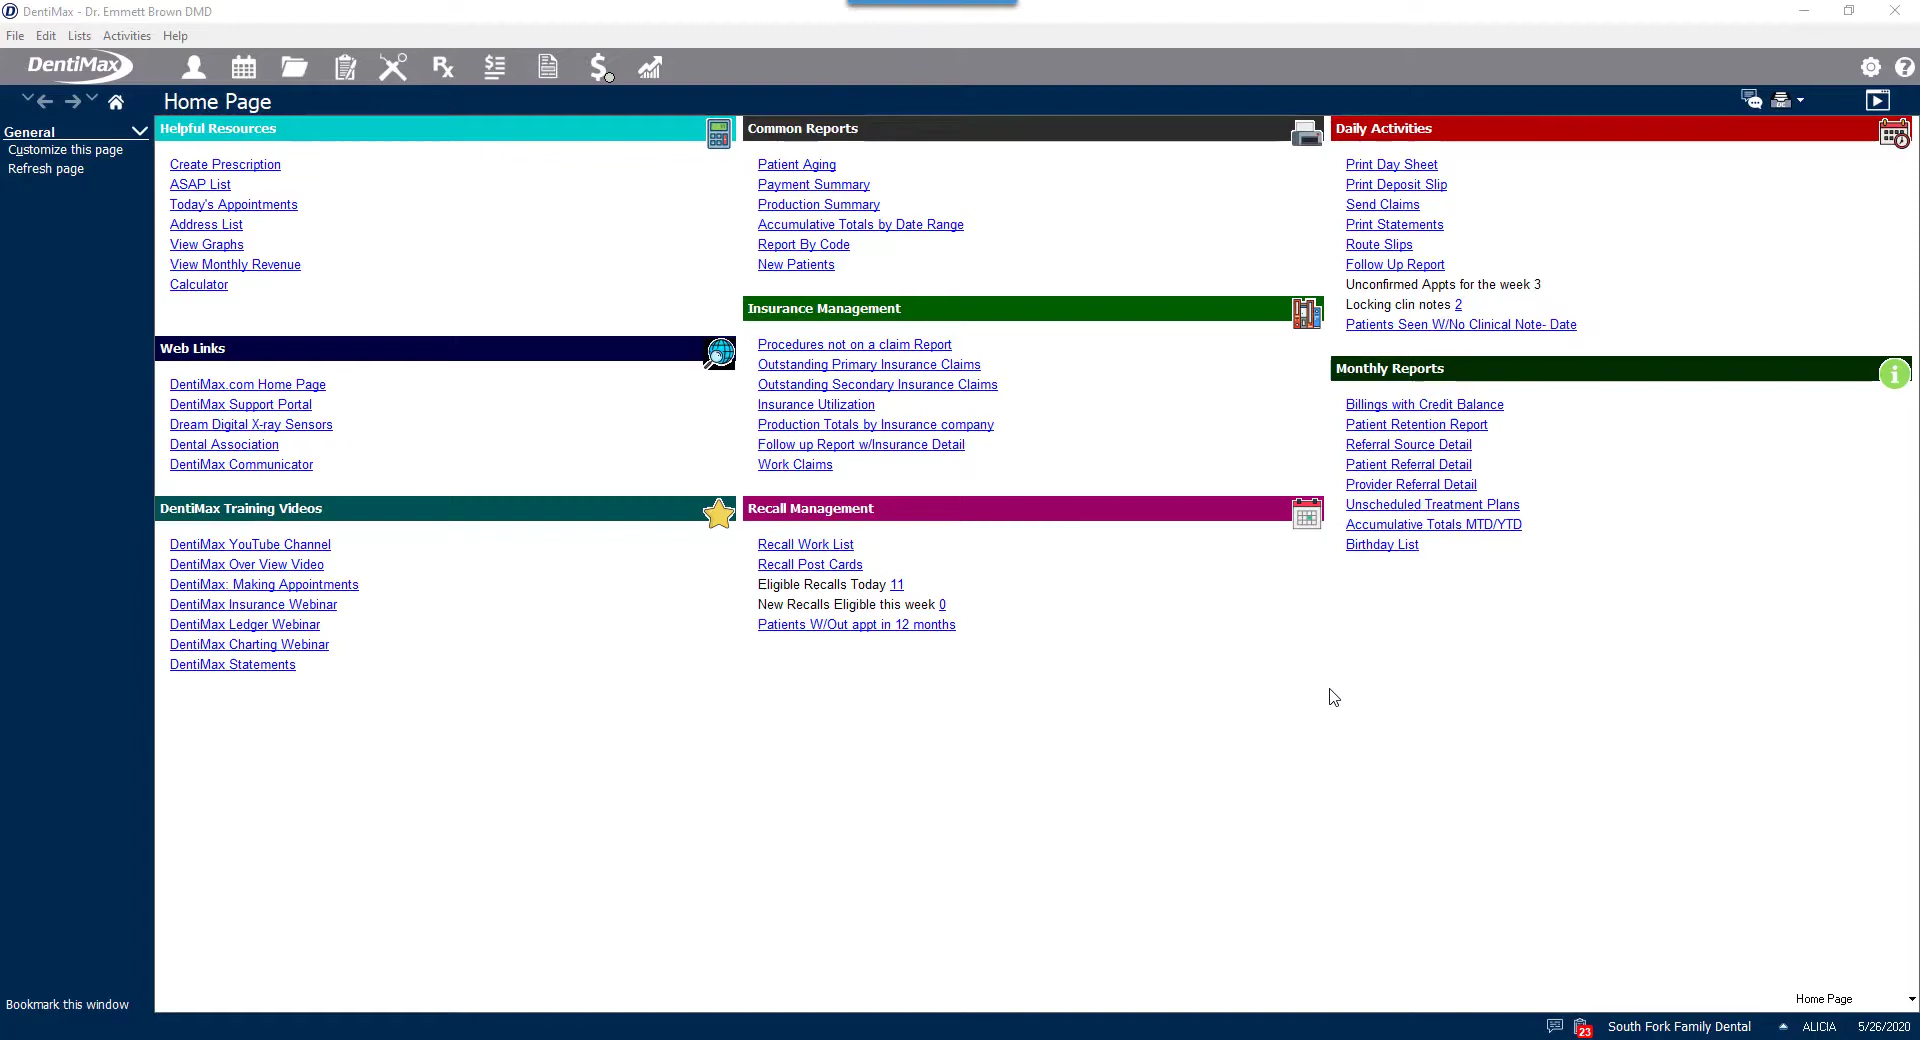 DentiMax - Dr. Emmett Brown DMD
File Edit Lists Activities Help
DentiMax
Home Page
General
Customize this page
Refresh page
Helpful Resources
Create Prescription
ASAP List
Today's Appointments
Address List
View Graphs
View Monthly Revenue
Calculator
Web Links
DentiMax.com Home Page
DentiMax Support Portal
Dream Digital X-ray Sensors
Dental Association
DentiMax Communicator
DentiMax Training Videos
DentiMax YouTube Channel
DentiMax Over View Video
DentiMax: Making Appointments
DentiMax Insurance Webinar
DentiMax Ledger Webinar
DentiMax Charting Webinar
DentiMax Statements
Common Reports
Patient Aging
Payment Summary
Production Summary
Accumulative Totals by Date Range
Report By Code
New Patients
Insurance Management
Procedures not on a claim Report
Outstanding Primary Insurance Claims
Outstanding Secondary Insurance Claims
Insurance Utilization
Production Totals by Insurance company
Follow up Report w/Insurance Detail
Work Claims
Recall Management
Recall Work List
Recall Post Cards
Eligible Recalls Today 11
New Recalls Eligible this week 0
Patients W/Out appt in 12 months
Daily Activities
Print Day Sheet
Print Deposit Slip
Send Claims
Print Statements
Route Slips
Follow Up Report
Unconfirmed Appts for the week 3
Locking clin notes 2
Patients Seen W/No Clinical Note- Date
Monthly Reports
Billings with Credit Balance
Patient Retention Report
Referral Source Detail
Patient Referral Detail
Provider Referral Detail
Unscheduled Treatment Plans
Accumulative Totals MTD/YTD
Birthday List
Bookmark this window
Home Page
23 South Fork Family Dental ALICIA 5/26/2020